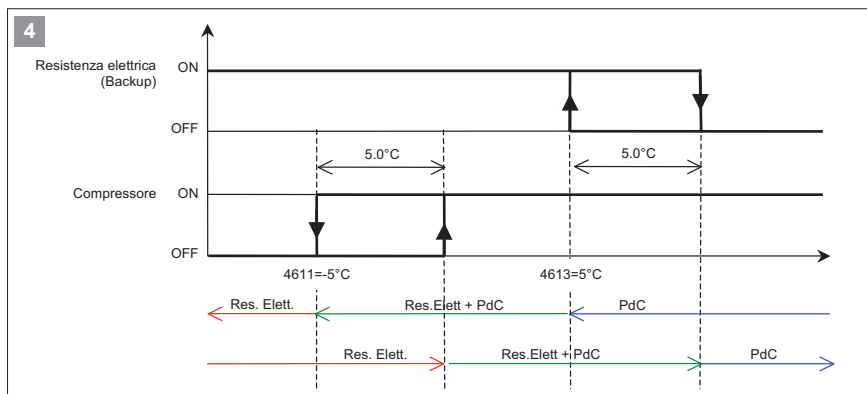 4
Resistenza elettrica
(Backup)
ON
OFF
5.0°C
5.0°C
Compressore
ON
OFF
4611=-5°C
4613=5°C
Res. Elett.
Res.Elett + PdC
PdC
Res. Elett.
Res.Elett + PdC
PdC